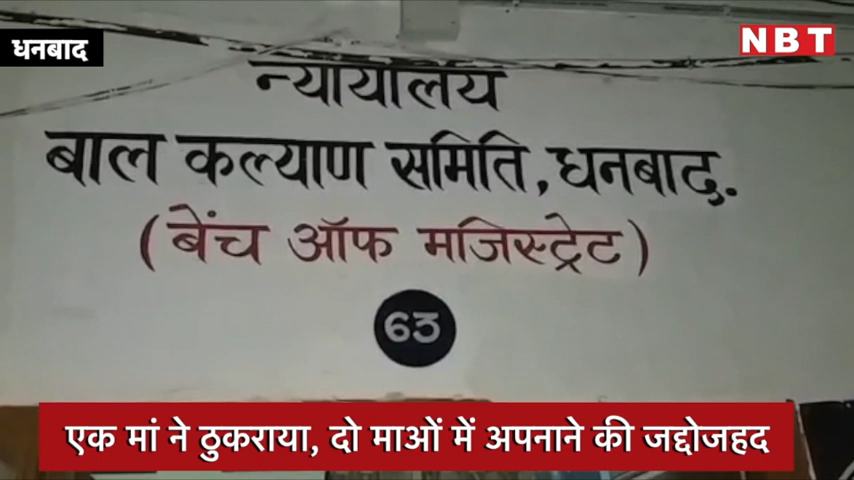 धनबाद
NBT
न्यायालय
बाल कल्याण समिति, धनबाद.
(बेंच ऑफ मजिस्ट्रेट)
63
एक मां ने ठुकराया, दो माओं में अपनाने की जद्दोजहद